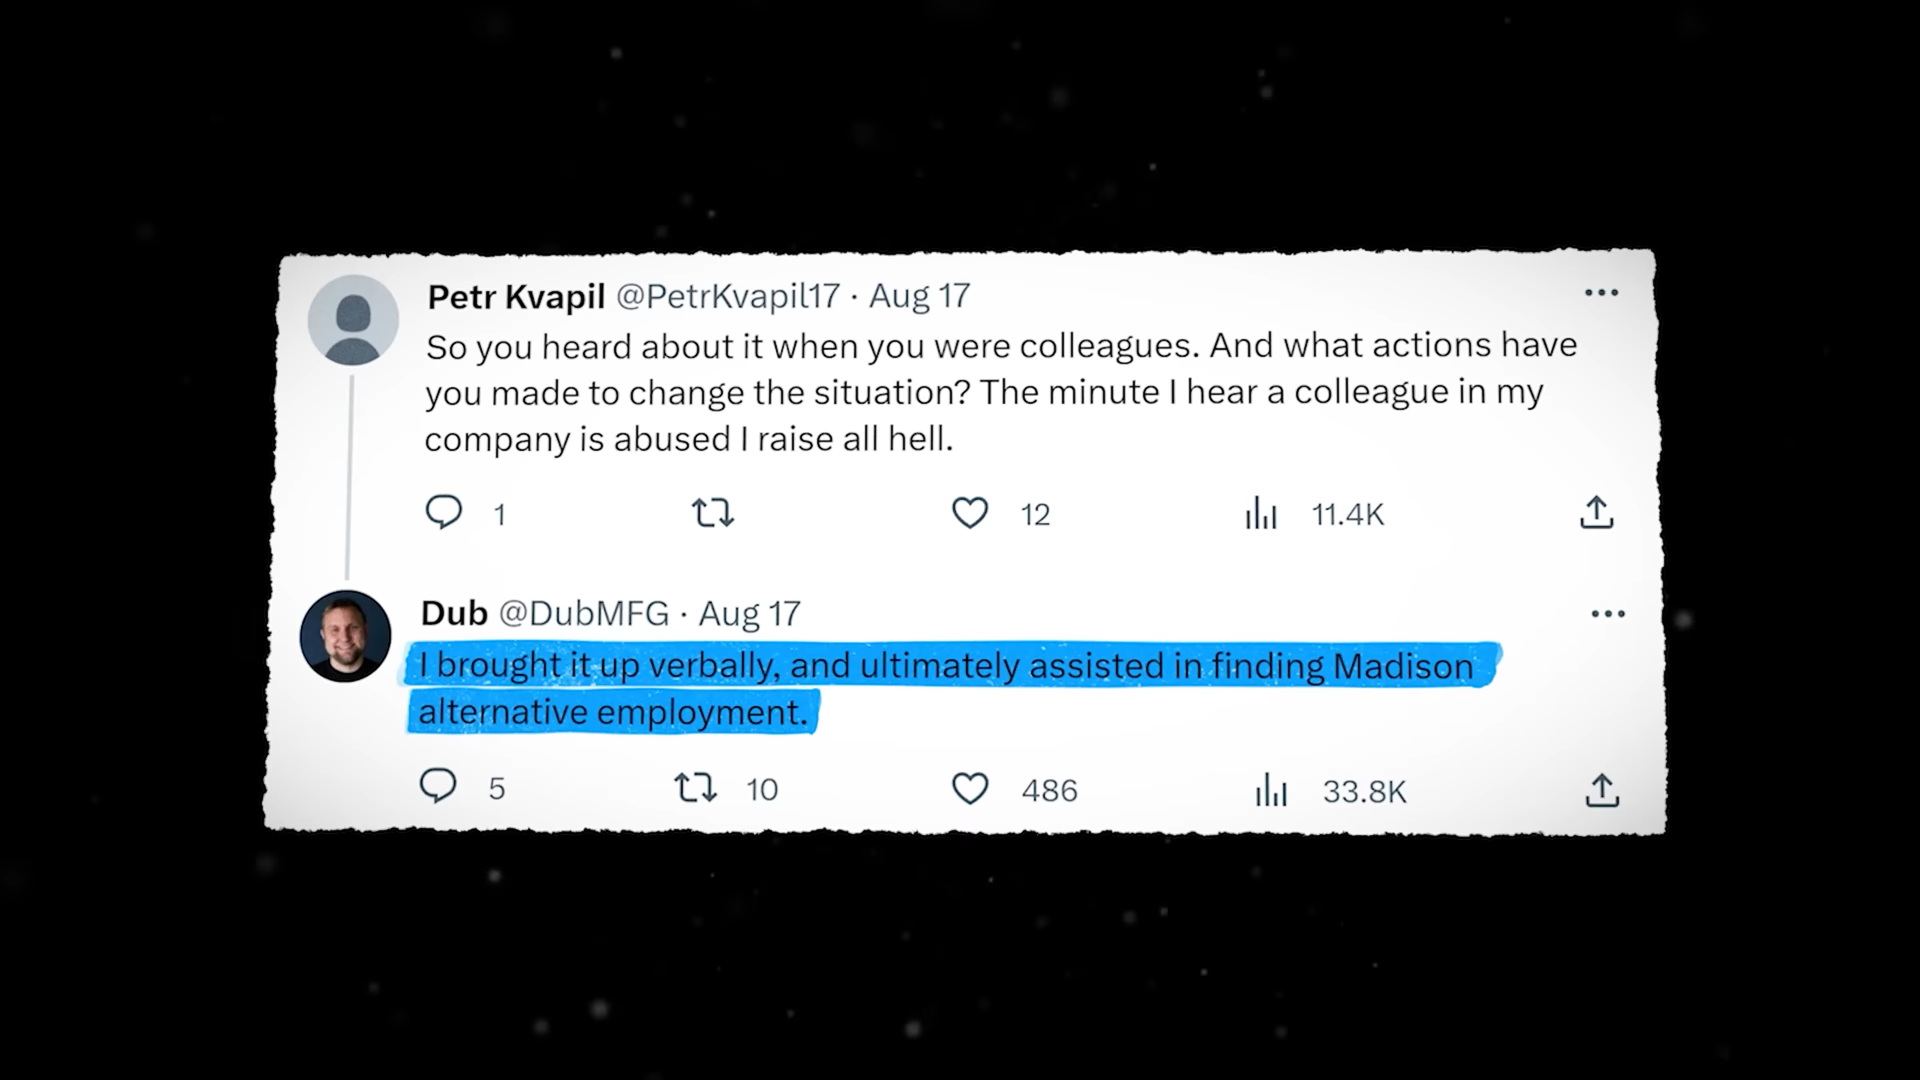 Petr Kvapil @PetrKvapil17 · Aug 17
So you heard about it when you were colleagues. And what actions have
you made to change the situation? The minute I hear a colleague in my
company is abused I raise all hell.
1 12 11.4K
Dub @DubMFG · Aug 17
I brought it up verbally, and ultimately assisted in finding Madison
alternative employment.
5 10 486 33.8K